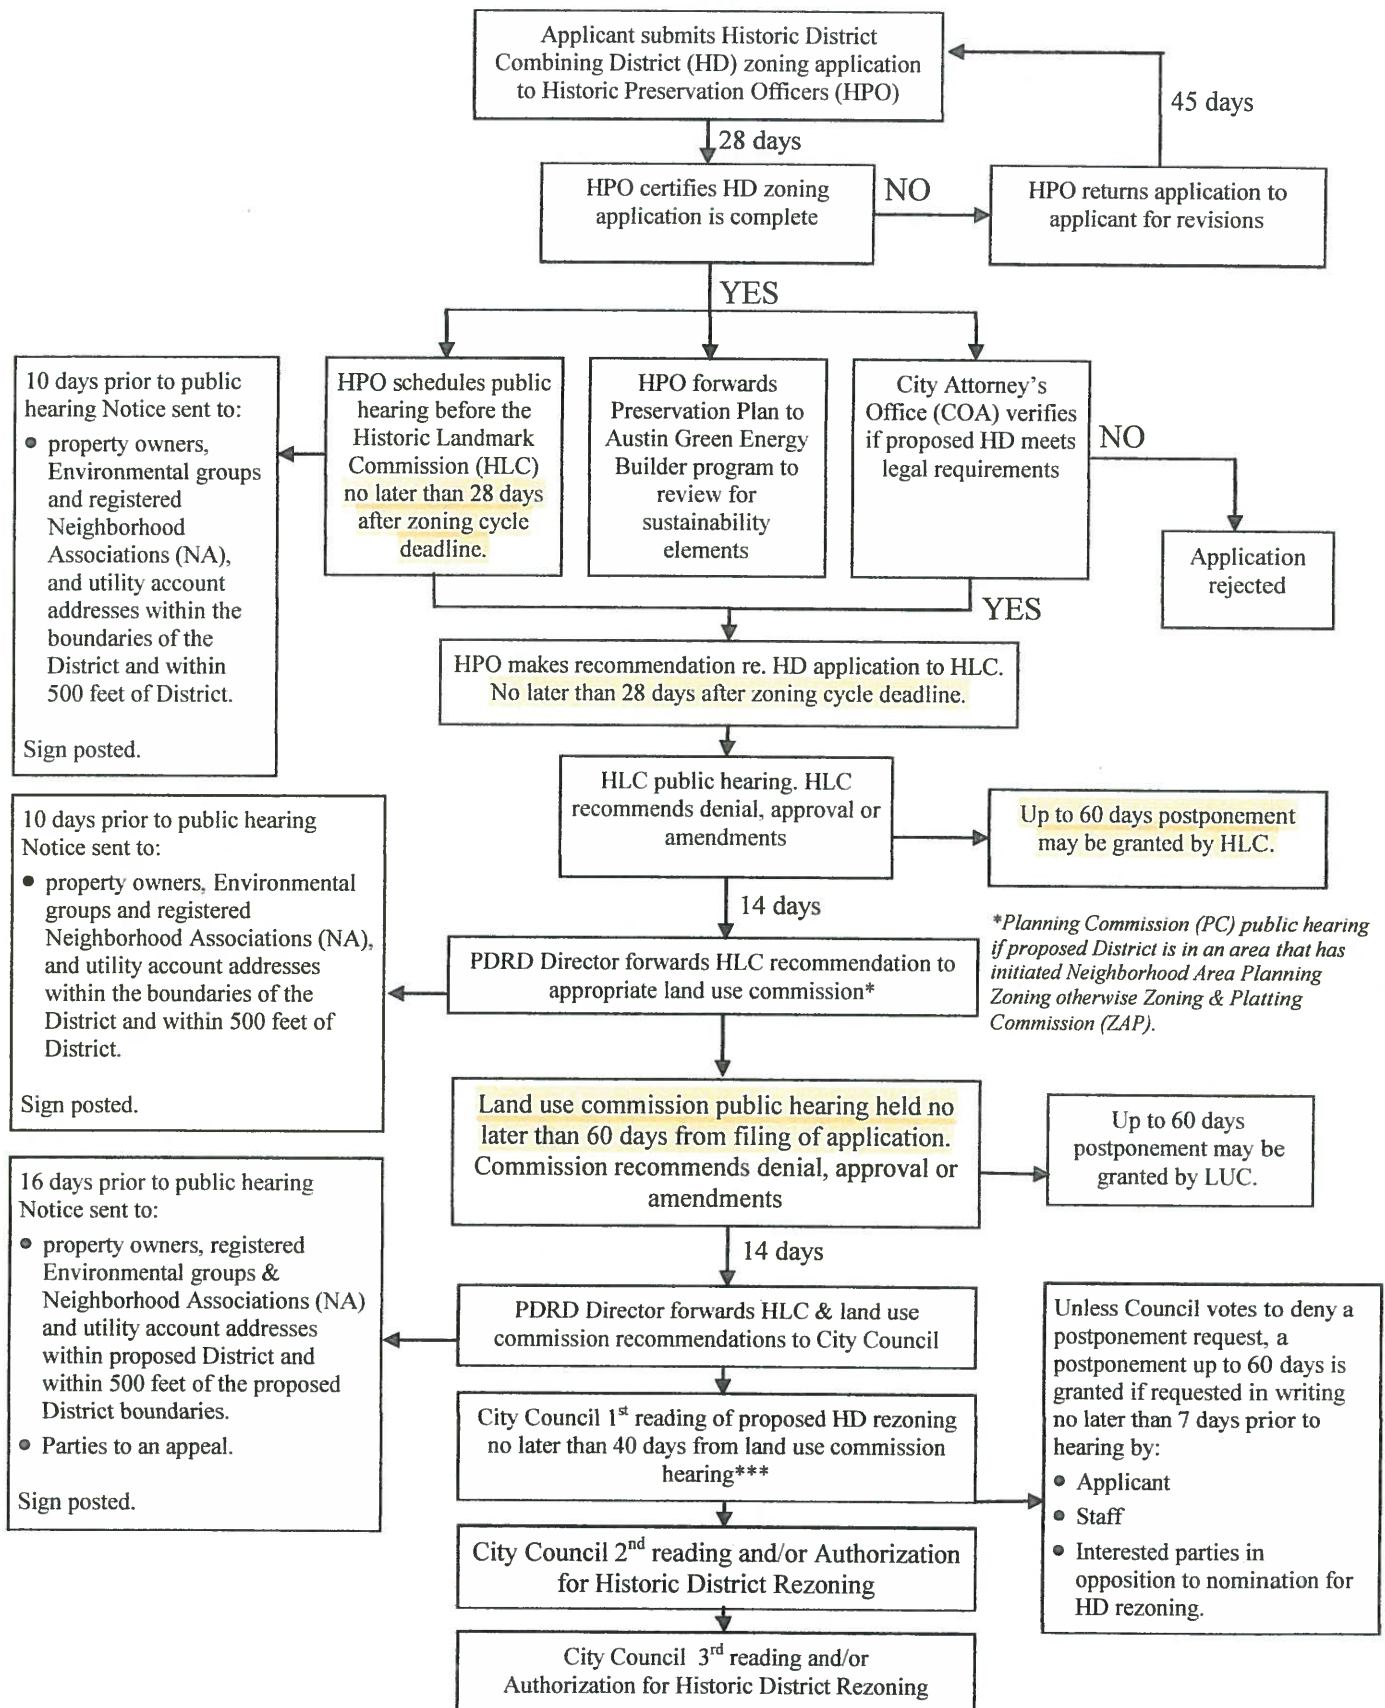 Applicant submits Historic District
Combining District (HD) zoning application
to Historic Preservation Officers (HPO)
45 days
28 days
HPO certifies HD zoning
application is complete
NO
HPO returns application to
applicant for revisions
YES
10 days prior to public
hearing Notice sent to:
• property owners,
Environmental groups
and registered
Neighborhood
Associations (NA),
and utility account
addresses within the
boundaries of the
District and within
500 feet of District.
Sign posted.
HPO schedules public
hearing before the
Historic Landmark
Commission (HLC)
no later than 28 days
after zoning cycle
deadline.
HPO forwards
Preservation Plan to
Austin Green Energy
Builder program to
review for
sustainability
elements
City Attorney's
Office (COA) verifies
if proposed HD meets
legal requirements
NO
Application
rejected
YES
HPO makes recommendation re. HD application to HLC.
No later than 28 days after zoning cycle deadline.
HLC public hearing. HLC
recommends denial, approval or
amendments
Up to 60 days postponement
may be granted by HLC.
10 days prior to public hearing
Notice sent to:
• property owners, Environmental
groups and registered
Neighborhood Associations (NA),
and utility account addresses
within the boundaries of the
District and within 500 feet of
District.
Sign posted.
14 days
PDRD Director forwards HLC recommendation to
appropriate land use commission*
*Planning Commission (PC) public hearing
if proposed District is in an area that has
initiated Neighborhood Area Planning
Zoning otherwise Zoning & Platting
Commission (ZAP).
Land use commission public hearing held no
later than 60 days from filing of application.
Commission recommends denial, approval or
amendments
Up to 60 days
postponement may be
granted by LUC.
16 days prior to public hearing
Notice sent to:
• property owners, registered
Environmental groups &
Neighborhood Associations (NA)
and utility account addresses
within proposed District and
within 500 feet of the proposed
District boundaries.
• Parties to an appeal.
Sign posted.
14 days
PDRD Director forwards HLC & land use
commission recommendations to City Council
City Council 1st reading of proposed HD rezoning
no later than 40 days from land use commission
hearing***
Unless Council votes to deny a
postponement request, a
postponement up to 60 days is
granted if requested in writing
no later than 7 days prior to
hearing by:
• Applicant
• Staff
• Interested parties in
opposition to nomination for
HD rezoning.
City Council 2nd reading and/or Authorization
for Historic District Rezoning
City Council 3rd reading and/or
Authorization for Historic District Rezoning